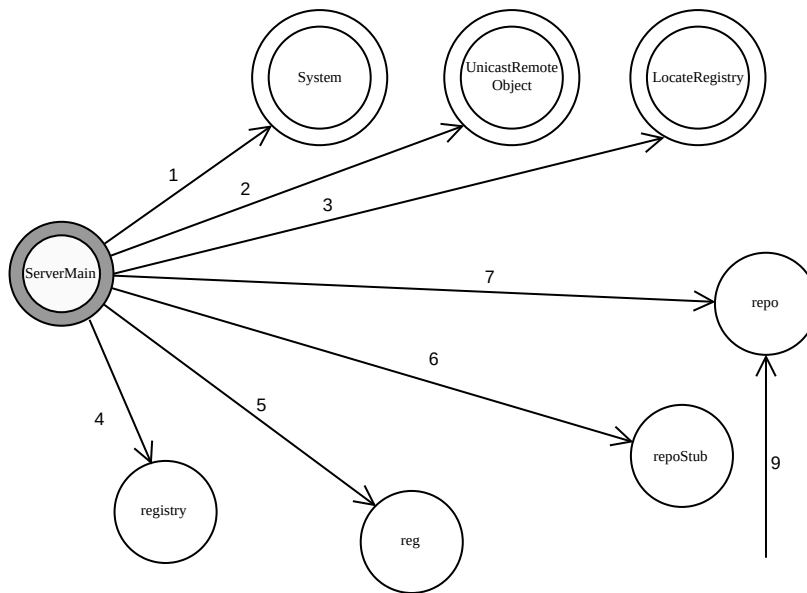 System
UnicastRemote
Object
LocateRegistry
1
2
3
ServerMain
7
repo
6
5
4
repoStub
9
registry
reg